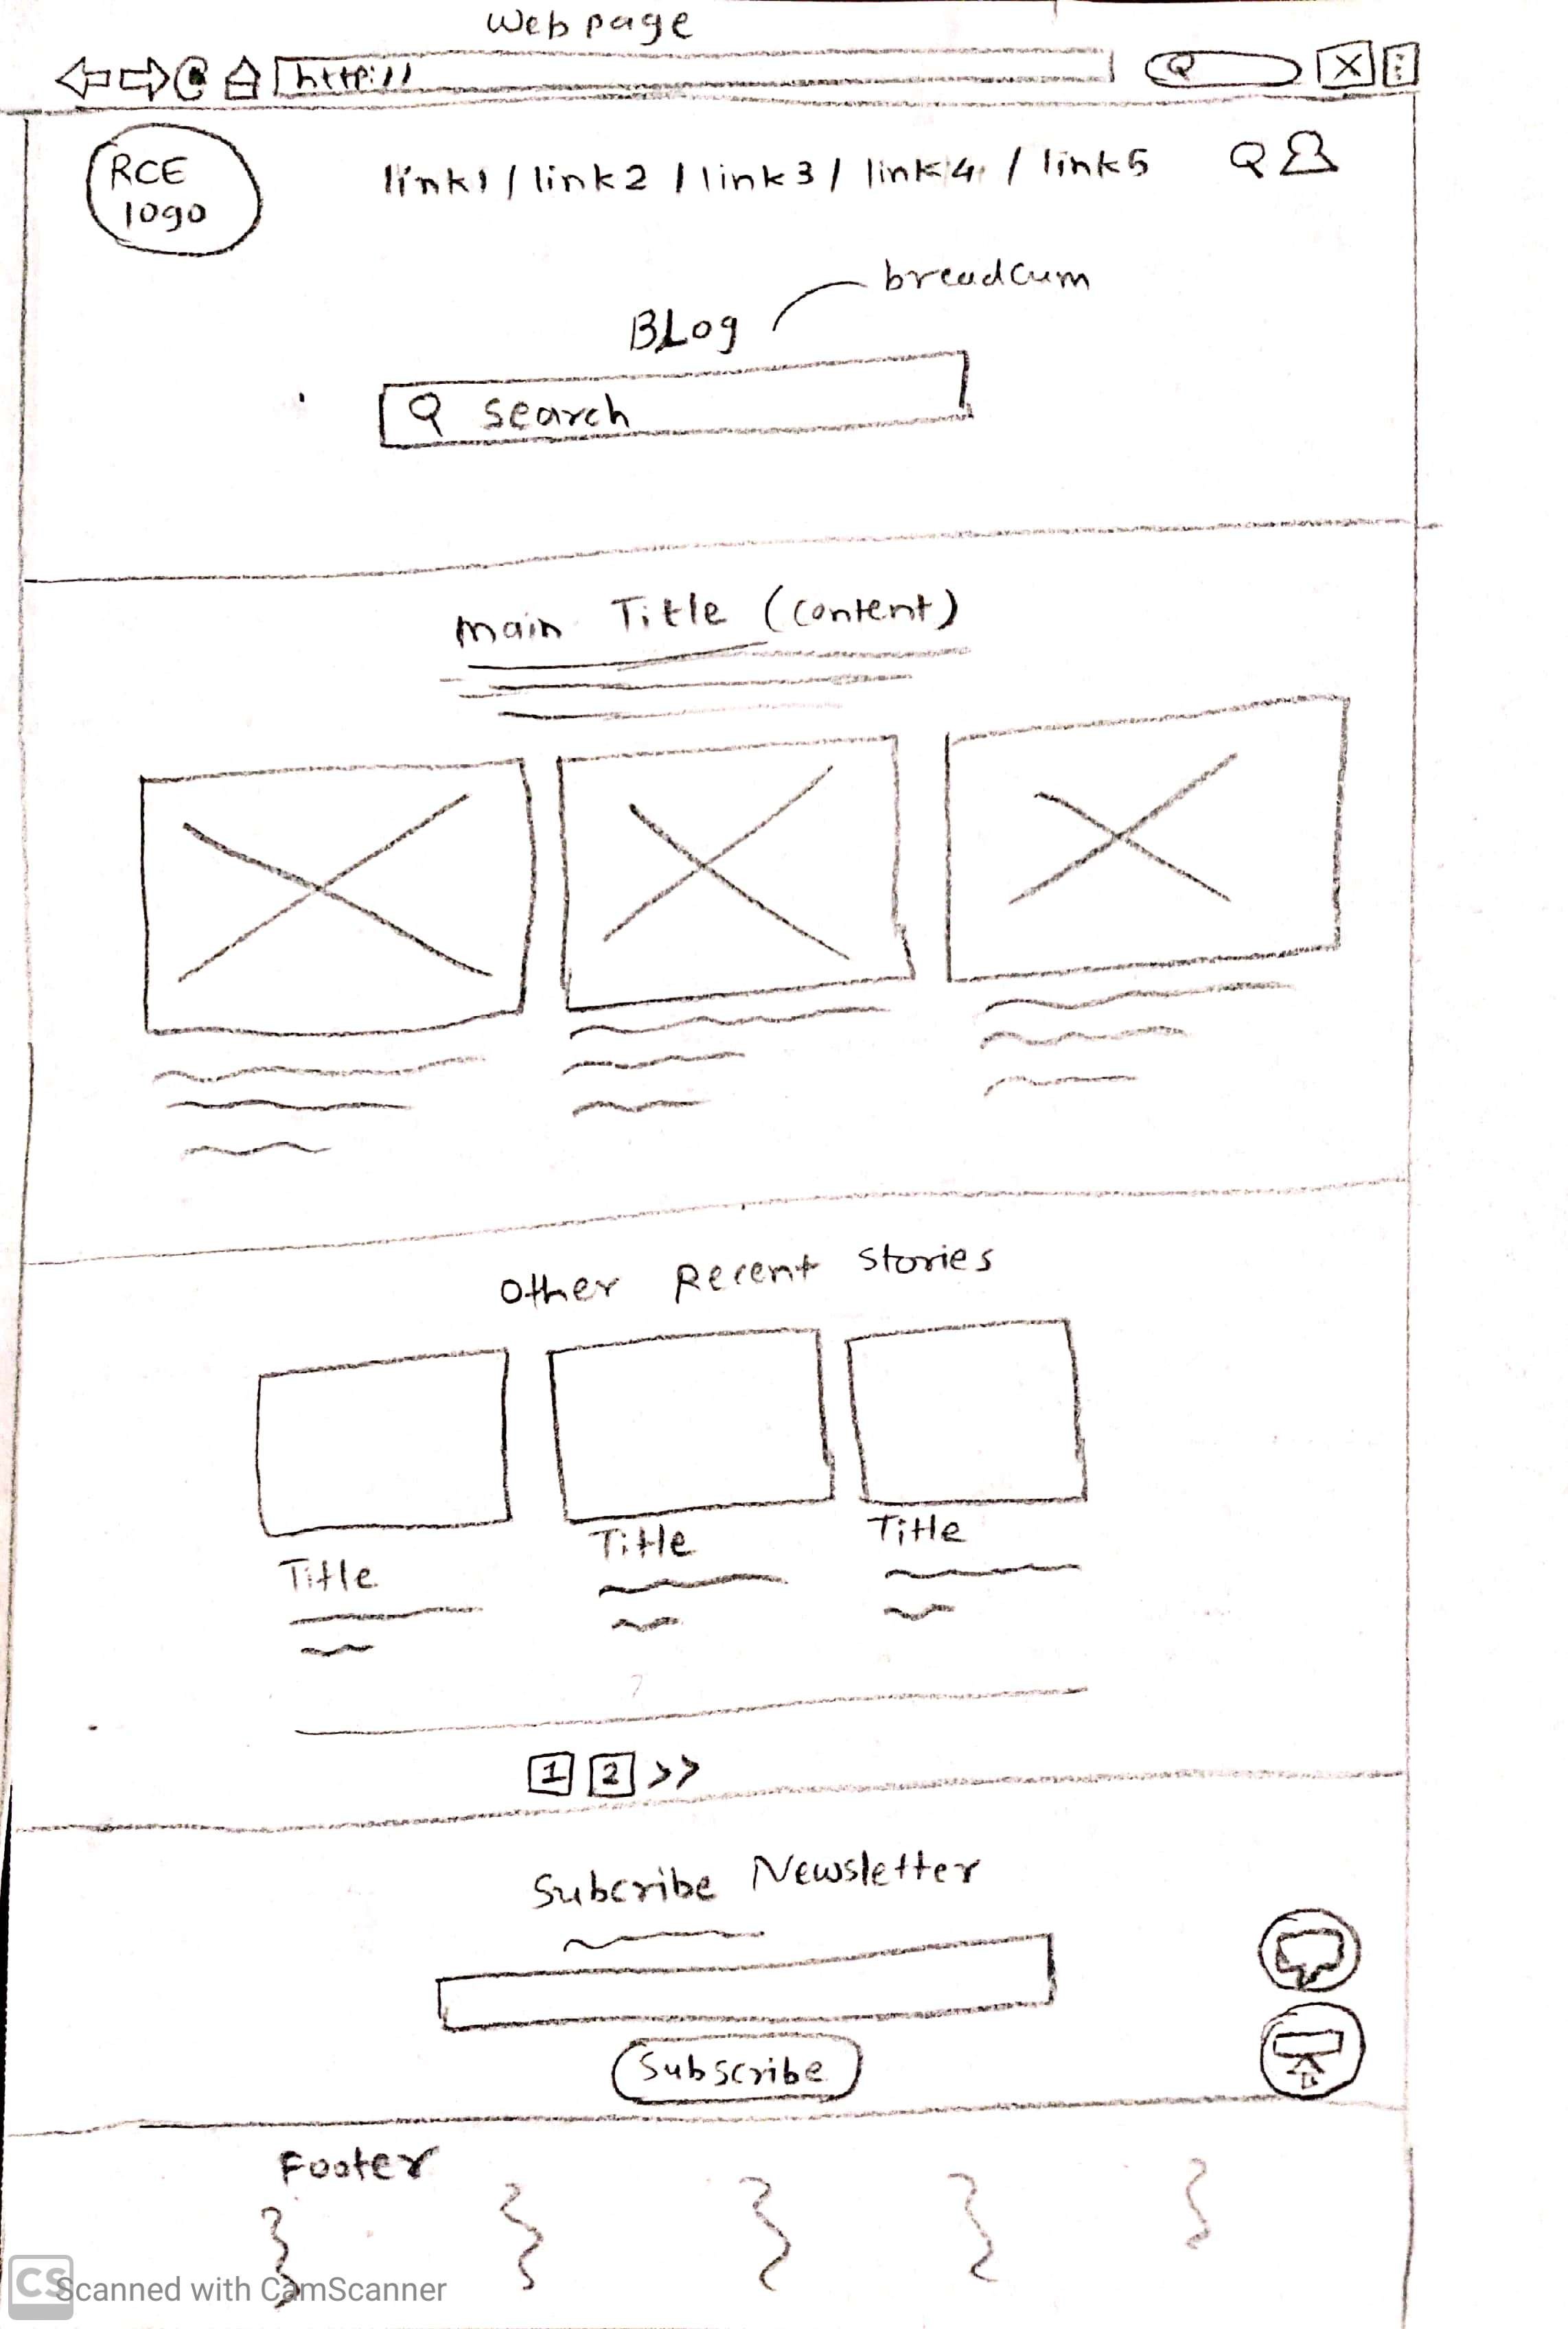 Web page
http://
RCE
logo
link1 / link2 / link3 / link4 / link5
breadcum
BLog
search
main Title (content)
Other Recent Stories
Title
Title
Title
1 2 >>
Subcribe Newsletter
Subscribe
Footer
CS Scanned with CamScanner